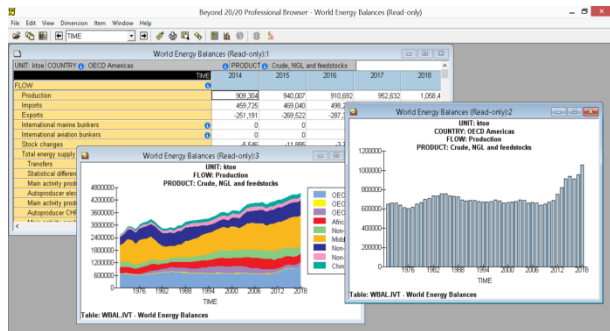 Beyond 20/20 Professional Browser - World Energy Balances (Read-only)
File Edit View Dimension Item Window Help
TIME
World Energy Balances (Read-only):1
UNIT: ktoe COUNTRY OECD Americas PRODUCT Crude, NGL and feedstocks
TIME 2014 2015 2016 2017 2018
FLOW
Production 909,304 940,007 910,692 952,632 1,058,4
Imports 459,725 469,040 498,2
Exports -251,191 -269,522 -287,3
International marine bunkers 0 0
International aviation bunkers 0 0
Stock changes -5,546 -11,885
Total energy supply
Transfers
Statistical differen
Main activity prod
Autoproducer elec
Main activity prod
Autoproducer CHP
World Energy Balances (Read-only):3
UNIT: ktoe
FLOW: Production
PRODUCT: Crude, NGL and feedstocks
4800000
4200000
3600000
3000000
2400000
1800000
1200000
600000
0
1976 1982 1988 1994 2000 2006 2012 2018
TIME
OEC
OEC
OEC
Afric
Non-
Midd
Non-
Non-
Chin
Table: WBAL.IVT - World Energy Balances
World Energy Balances (Read-only):2
UNIT: ktoe
COUNTRY: OECD Americas
FLOW: Production
PRODUCT: Crude, NGL and feedstocks
1200000
1000000
800000
600000
400000
200000
0
1976 1982 1988 1994 2000 2006 2012 2018
TIME
Table: WBAL.IVT - World Energy Balances